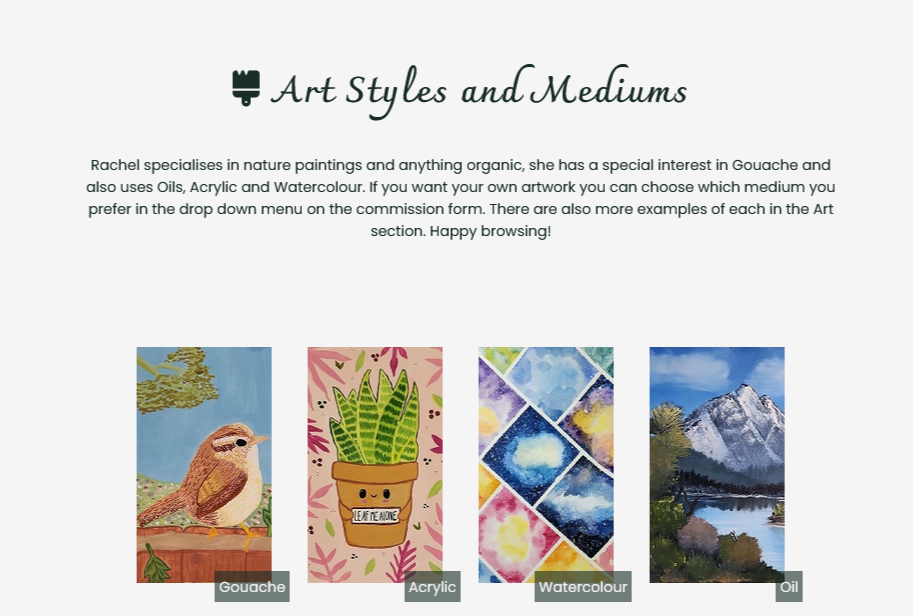 Art Styles and Mediums
Rachel specialises in nature paintings and anything organic, she has a special interest in Gouache and
also uses Oils, Acrylic and Watercolour. If you want your own artwork you can choose which medium you
prefer in the drop down menu on the commission form. There are also more examples of each in the Art
section. Happy browsing!
LEAF ME ALONE
Gouache
Acrylic
Watercolour
Oil